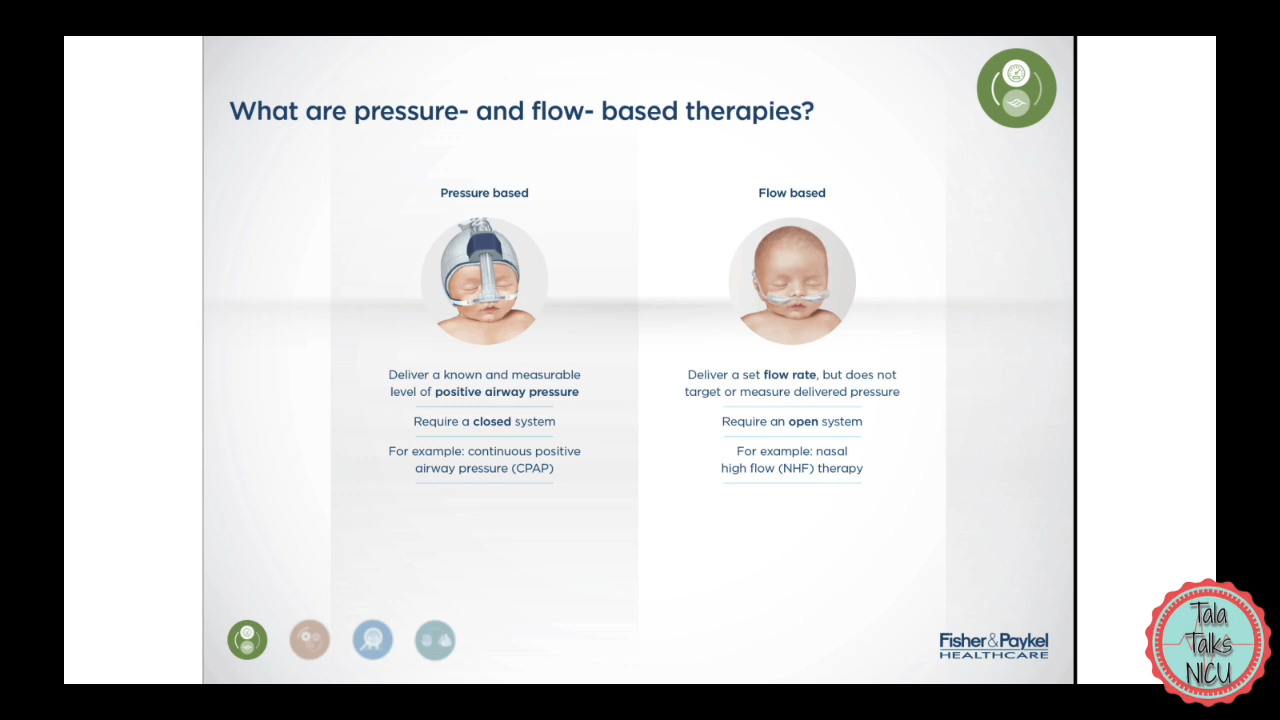 What are pressure- and flow- based therapies?
Pressure based
Deliver a known and measurable
level of positive airway pressure
Require a closed system
For example: continuous positive
airway pressure (CPAP)
Flow based
Deliver a set flow rate, but does not
target or measure delivered pressure
Require an open system
For example: nasal
high flow (NHF) therapy
Fisher&Paykel
HEALTHCARE
Tala
Talks
NICU